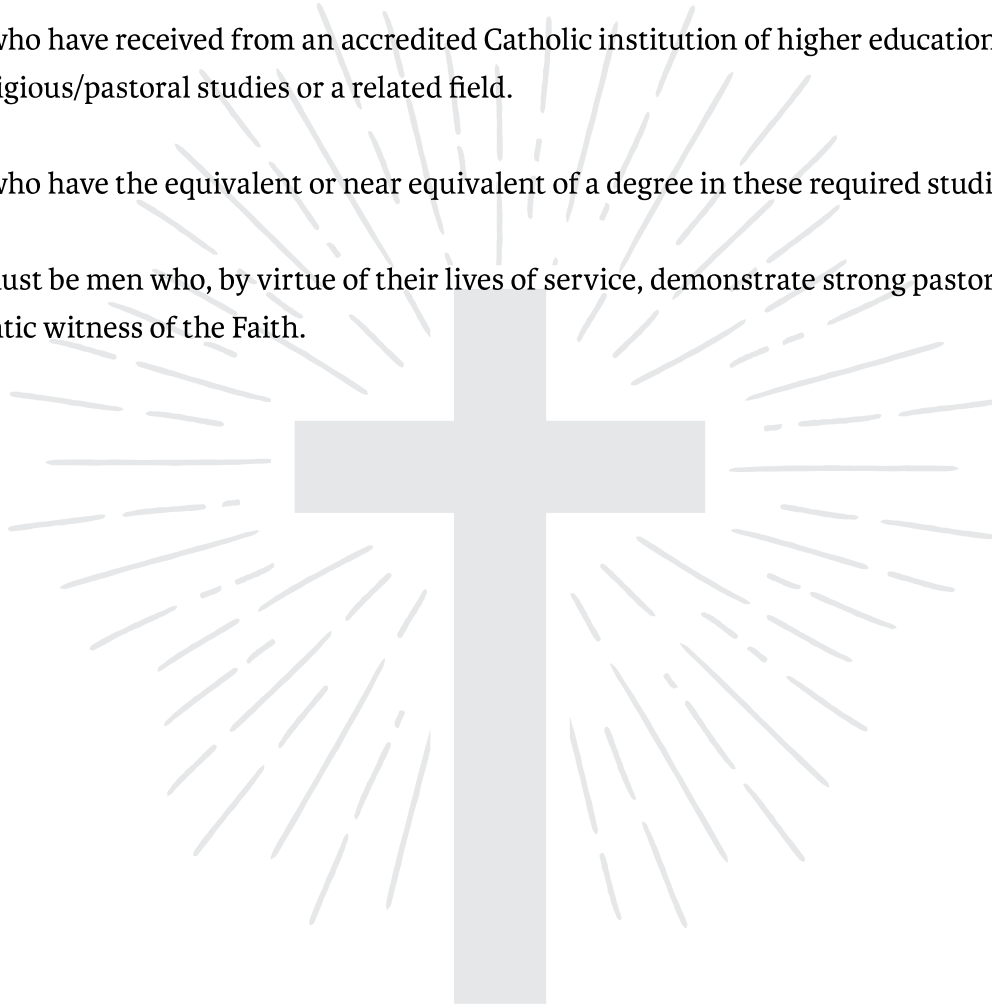 who have received from an accredited Catholic institution of higher education
igious/pastoral studies or a related field.
who have the equivalent or near equivalent of a degree in these required studi
ust be men who, by virtue of their lives of service, demonstrate strong pastor
ntic witness of the Faith.